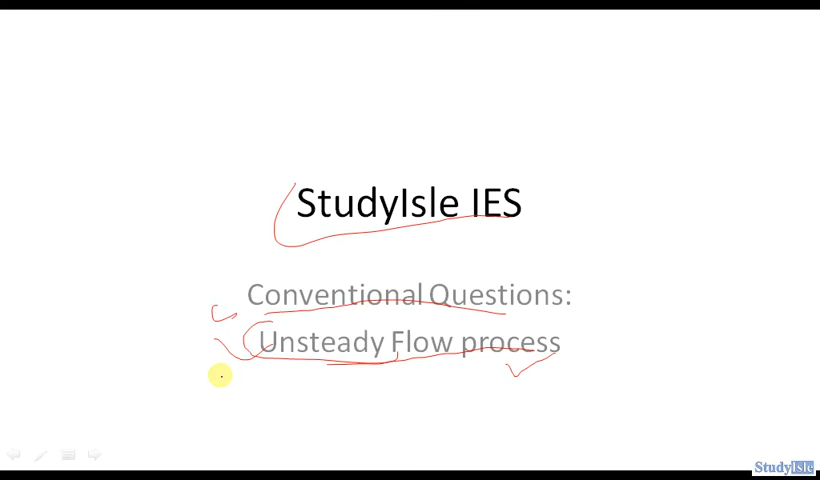 StudyIsle IES
Conventional Questions:
Unsteady Flow process
StudyIsle